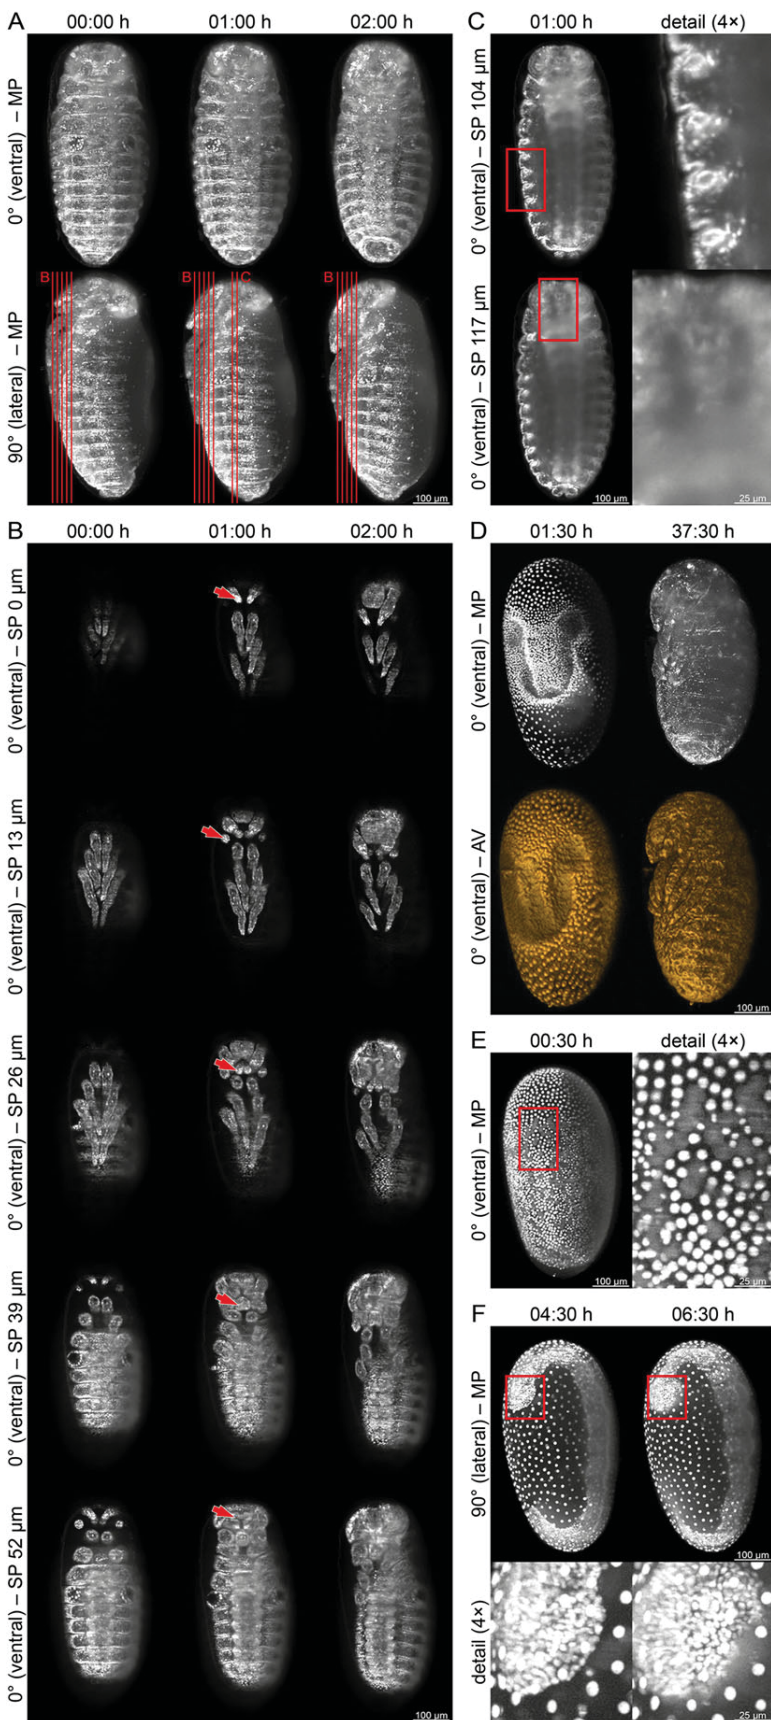 A
00:00 h 01:00 h 02:00 h
0° (ventral) – MP
90° (lateral) – MP
B
B
C
B
100 µm
B
00:00 h 01:00 h 02:00 h
0° (ventral) – SP 0 µm
0° (ventral) – SP 13 µm
0° (ventral) – SP 26 µm
0° (ventral) – SP 39 µm
0° (ventral) – SP 52 µm
100 µm
C
01:00 h detail (4×)
0° (ventral) – SP 104 µm
0° (ventral) – SP 117 µm
100 µm
25 µm
D
01:30 h 37:30 h
0° (ventral) – MP
0° (ventral) – AV
100 µm
E
00:30 h detail (4×)
0° (ventral) – MP
100 µm
25 µm
F
04:30 h 06:30 h
90° (lateral) – MP
100 µm
detail (4×)
25 µm